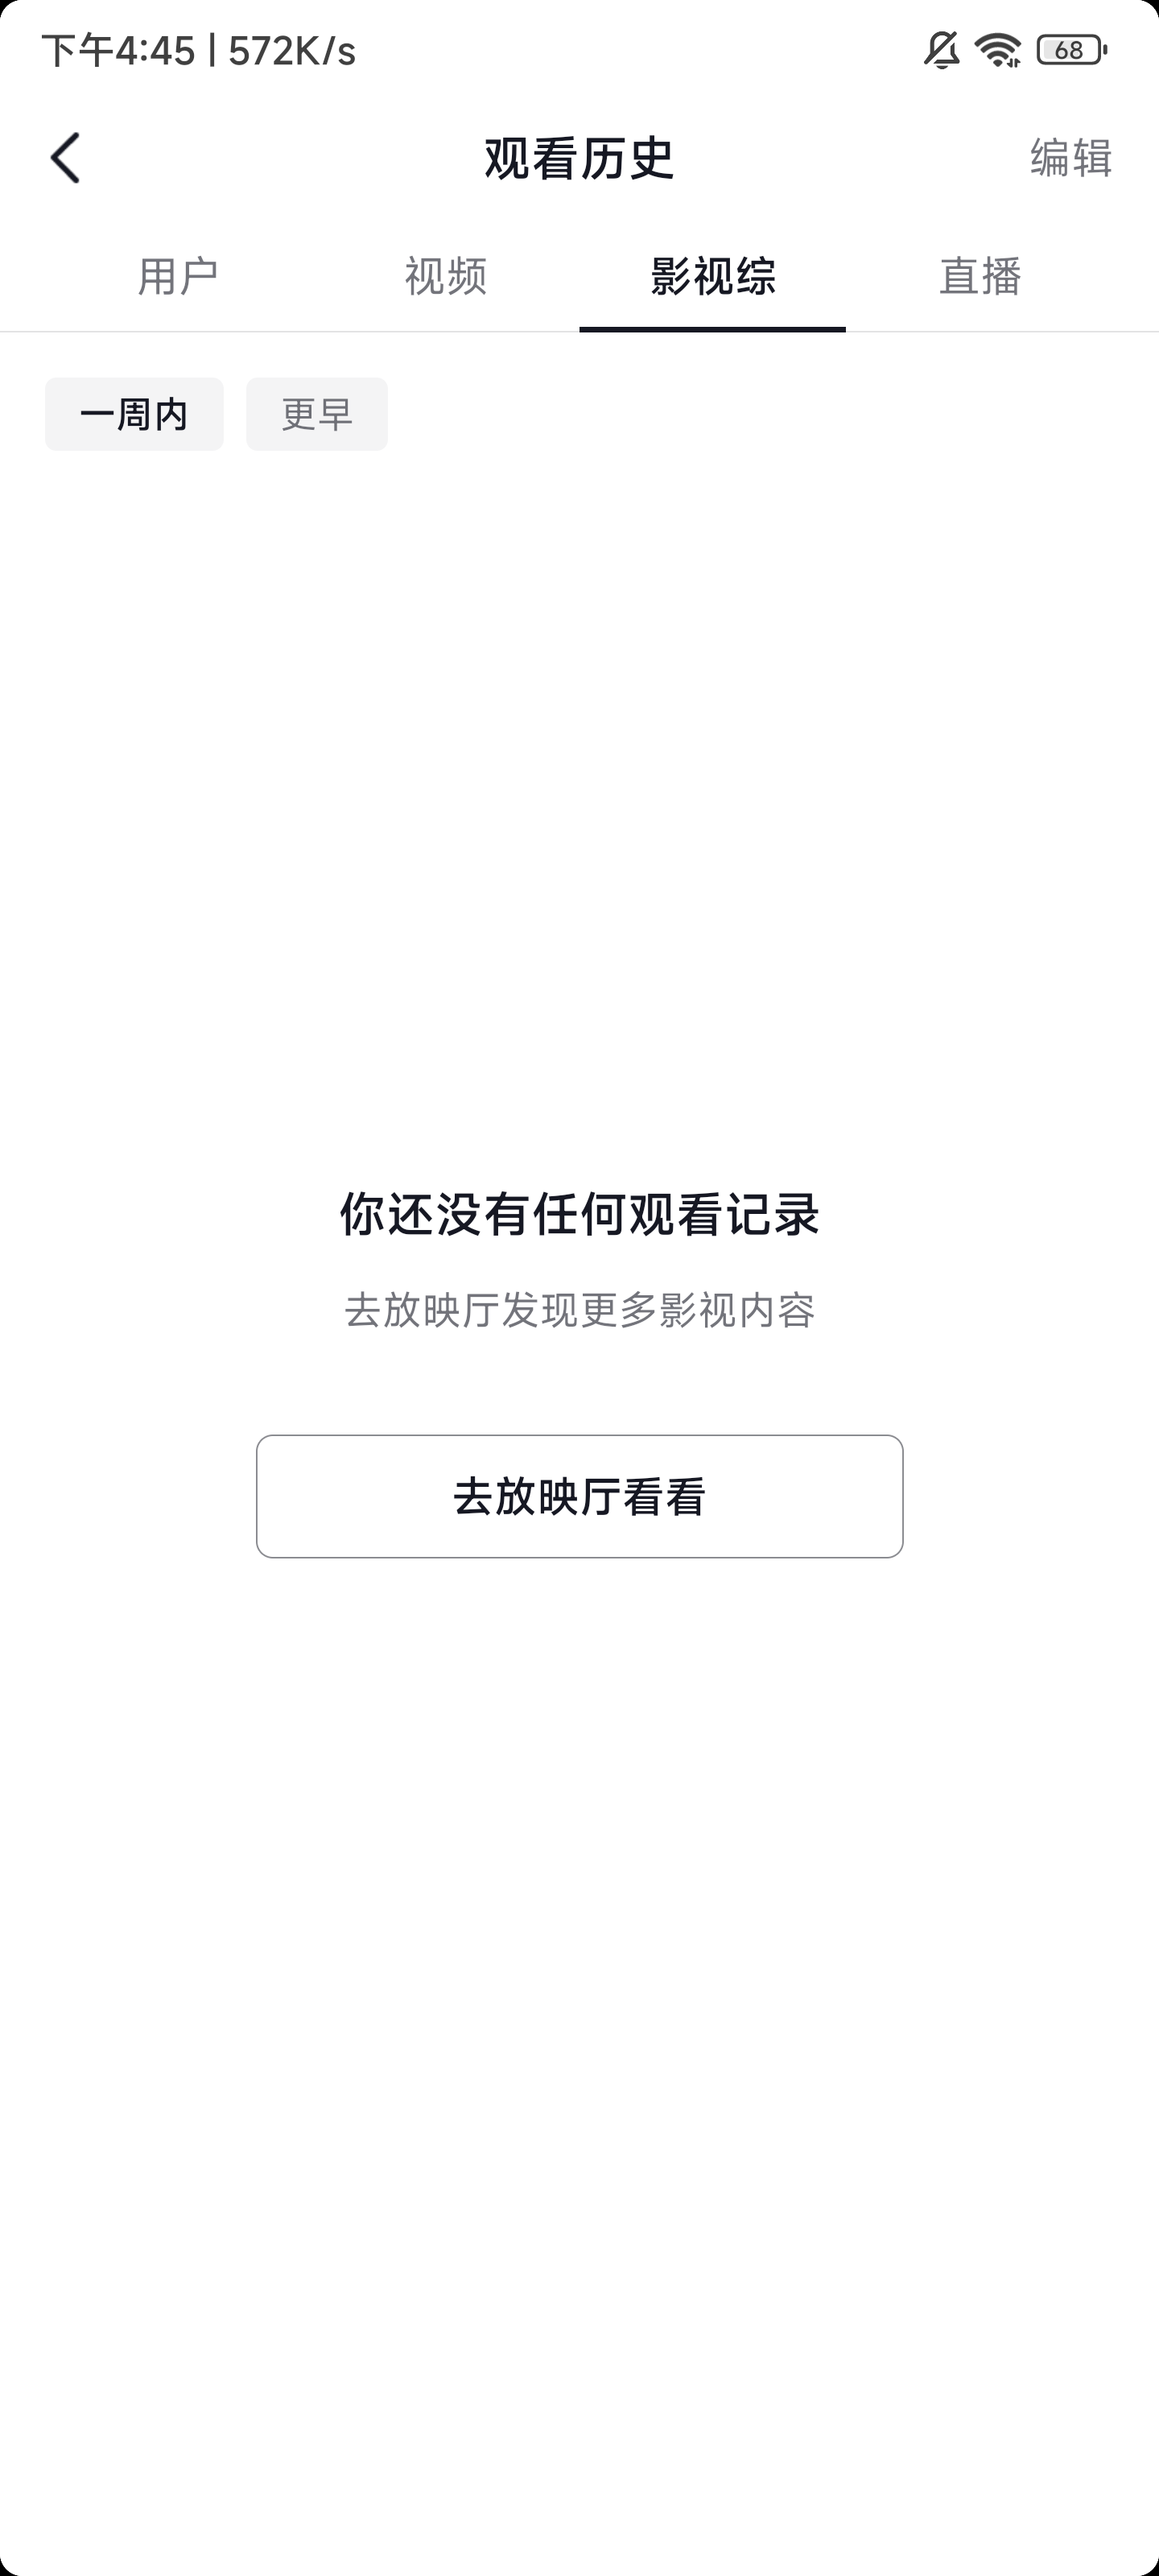 下午4:45 | 572K/s 68
观看历史 编辑
用户 视频 影视综 直播
一周内 更早
你还没有任何观看记录
去放映厅发现更多影视内容
去放映厅看看